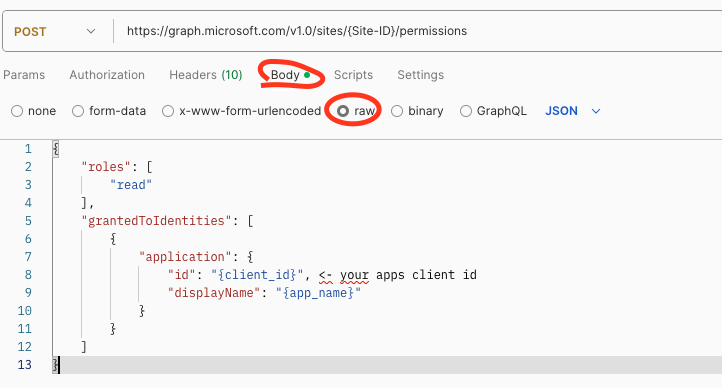 POST https://graph.microsoft.com/v1.0/sites/{Site-ID}/permissions
Params Authorization Headers (10) Body Scripts Settings
none form-data x-www-form-urlencoded raw binary GraphQL JSON
1 {
2 "roles": [
3 "read"
4 ],
5 "grantedToIdentities": [
6 {
7 "application": {
8 "id": "{client_id}", <- your apps client id
9 "displayName": "{app_name}"
10 }
11 }
12 ]
13 }